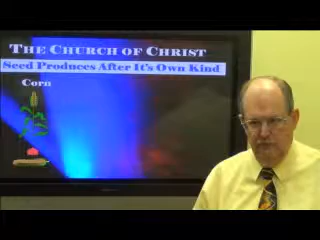 The Church of Christ
Seed Produces After It's Own Kind
Corn